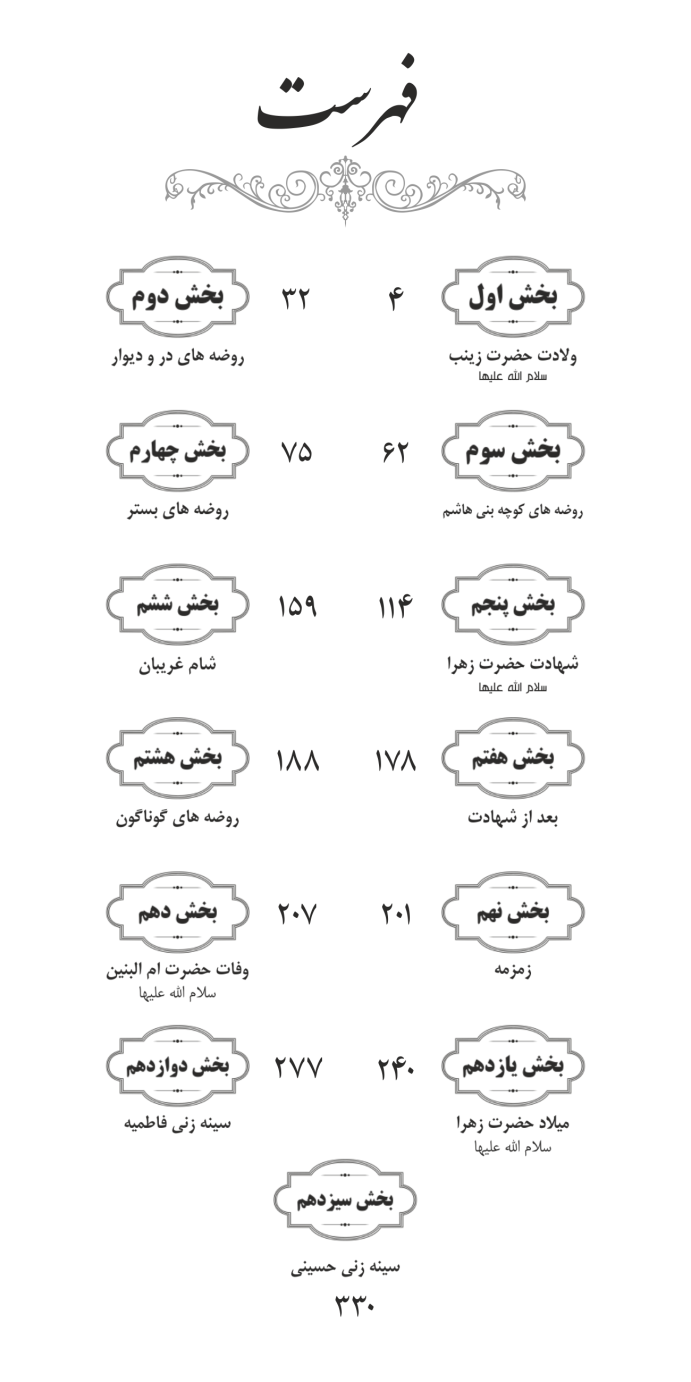 فهرست
بخش اول
۴
ولادت حضرت زینب
سلام الله علیها
بخش دوم
۳۲
روضه های در و دیوار
بخش سوم
۶۲
روضه های کوچه بنی هاشم
بخش چهارم
۷۵
روضه های بستر
بخش پنجم
۱۱۴
شهادت حضرت زهرا
سلام الله علیها
بخش ششم
۱۵۹
شام غریبان
بخش هفتم
۱۷۸
بعد از شهادت
بخش هشتم
۱۸۸
روضه های گوناگون
بخش نهم
۲۰۱
زمزمه
بخش دهم
۲۰۷
وفات حضرت ام البنین
سلام الله علیها
بخش یازدهم
۲۴۰
میلاد حضرت زهرا
سلام الله علیها
بخش دوازدهم
۲۷۷
سینه زنی فاطمیه
بخش سیزدهم
سینه زنی حسینی
۳۳۰